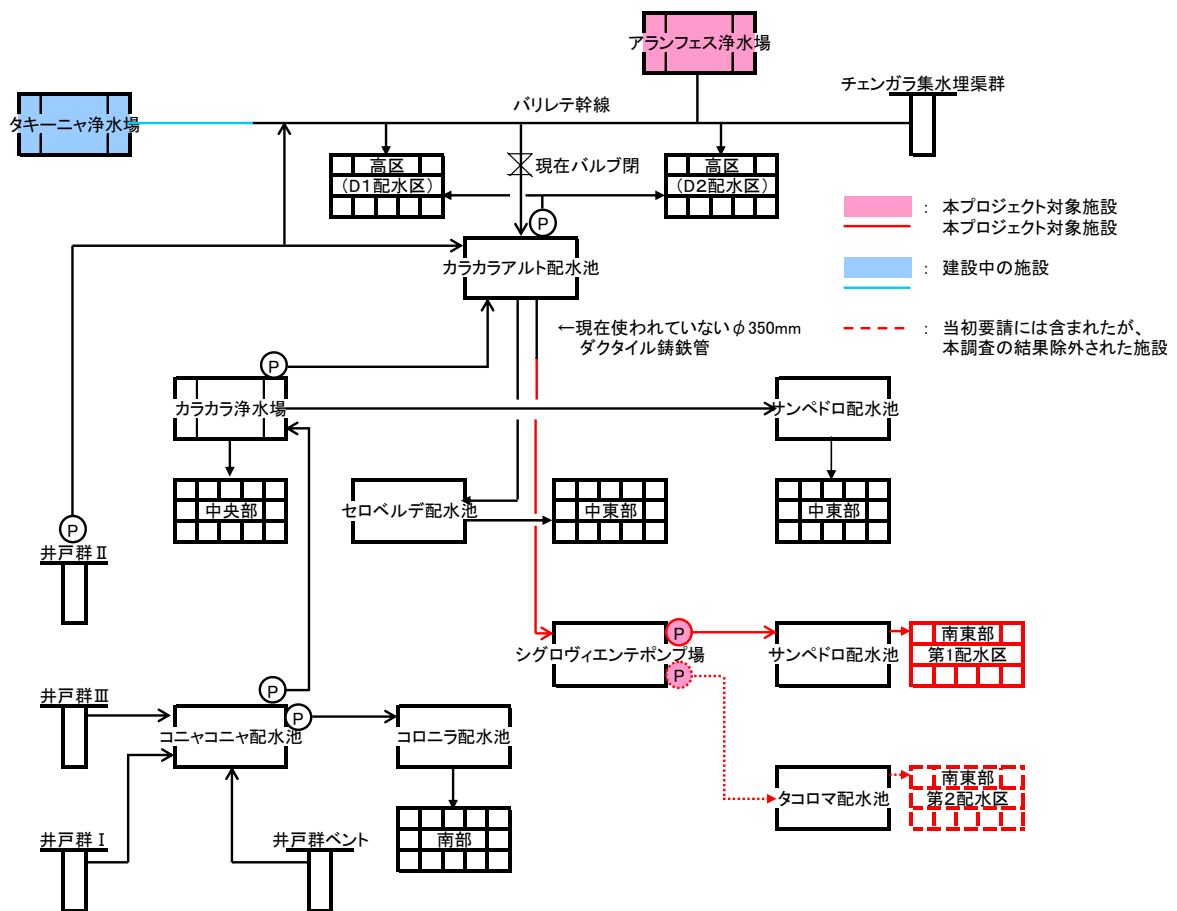 アランフェス浄水場
チェンガラ集水埋渠群
バリレテ幹線
タキーニャ浄水場
高区
(D1配水区)
現在バルブ閉
高区
(D2配水区)
P
カラカラアルト配水池
： 本プロジェクト対象施設
本プロジェクト対象施設
： 建設中の施設
： 当初要請には含まれたが、
本調査の結果除外された施設
←現在使われていないφ350mm
ダクタイル鋳鉄管
P
カラカラ浄水場
サンペドロ配水池
中央部
セロベルデ配水池
中東部
中東部
P
井戸群Ⅱ
シグロヴィエンテポンプ場
P
P
サンペドロ配水池
南東部
第1配水区
井戸群Ⅲ
P
P
コニャコニャ配水池
コロニラ配水池
タコロマ配水池
南東部
第2配水区
井戸群Ⅰ
井戸群ベント
南部